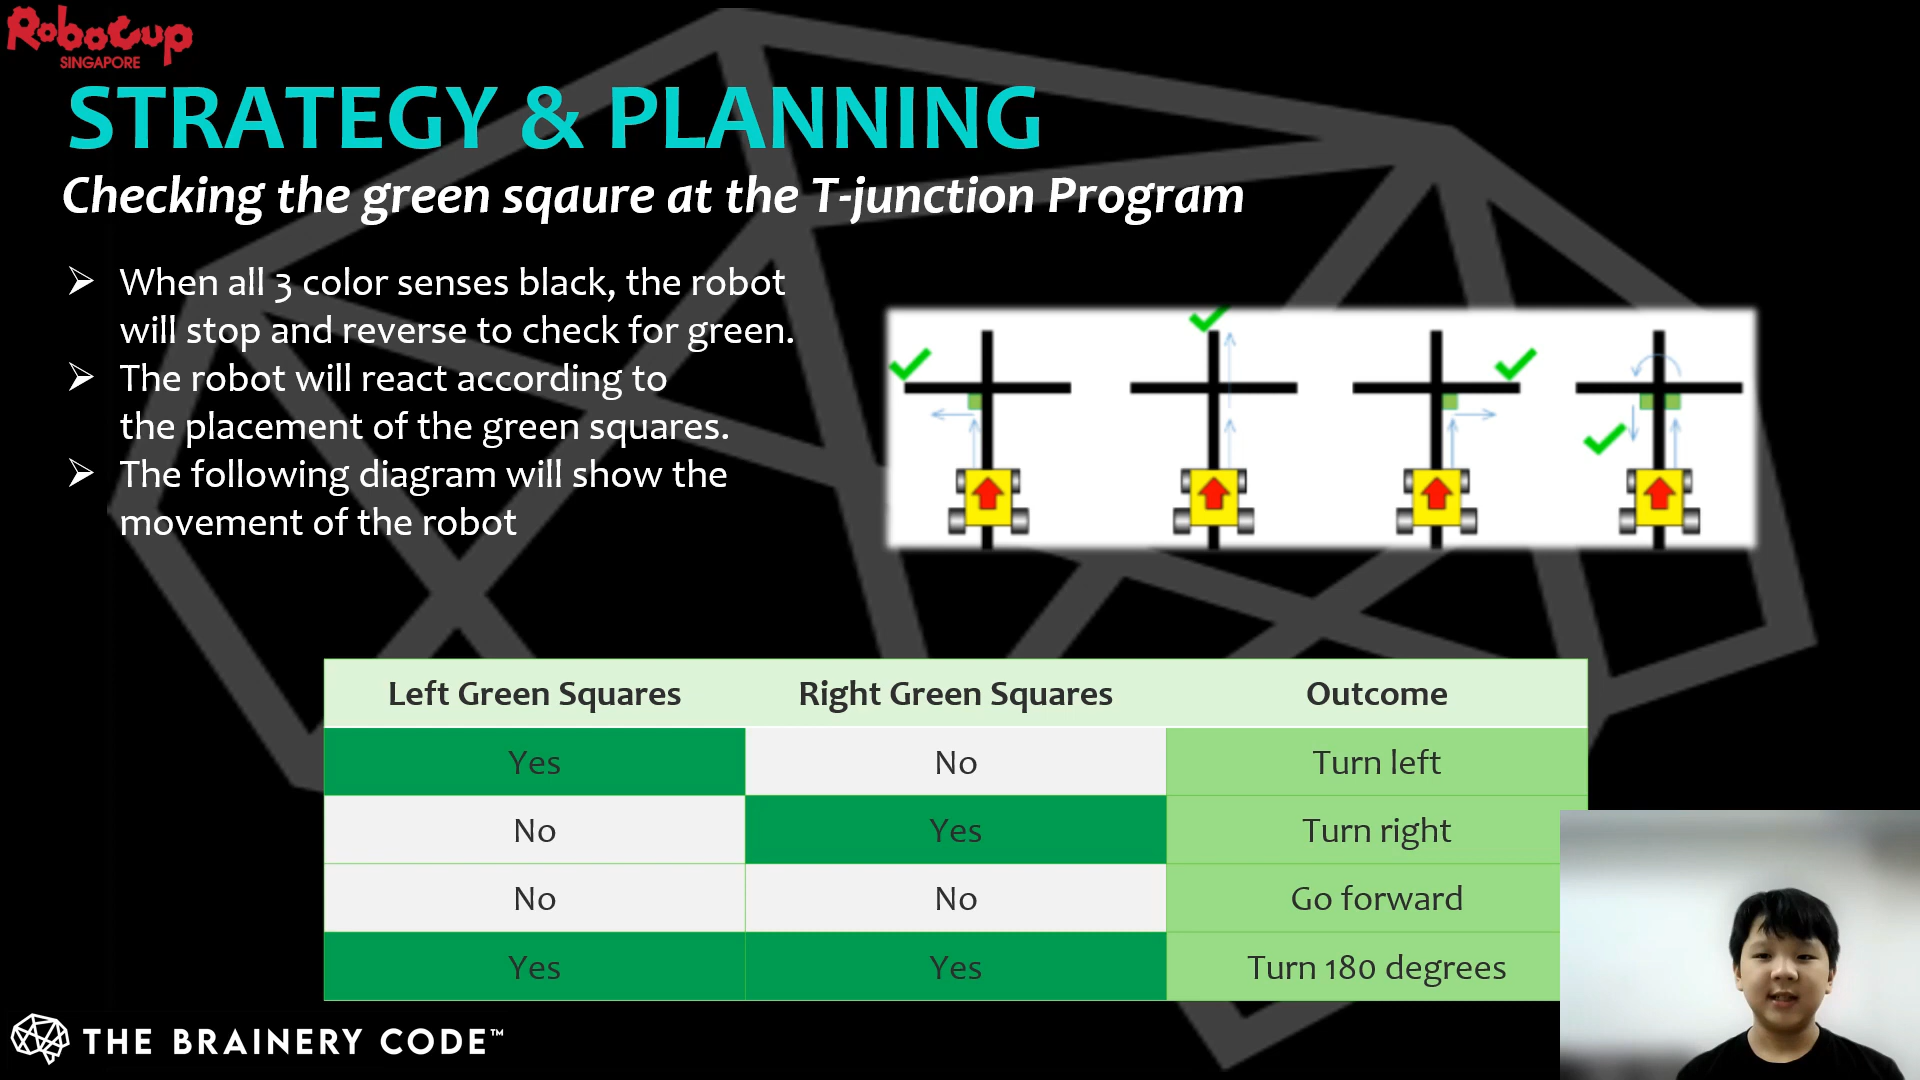 RoboCup
SINGAPORE
STRATEGY & PLANNING
Checking the green sqaure at the T-junction Program
➢ When all 3 color senses black, the robot
will stop and reverse to check for green.
➢ The robot will react according to
the placement of the green squares.
➢ The following diagram will show the
movement of the robot
Left Green Squares Right Green Squares Outcome
Yes No Turn left
No Yes Turn right
No No Go forward
Yes Yes Turn 180 degrees
THE BRAINERY CODE™